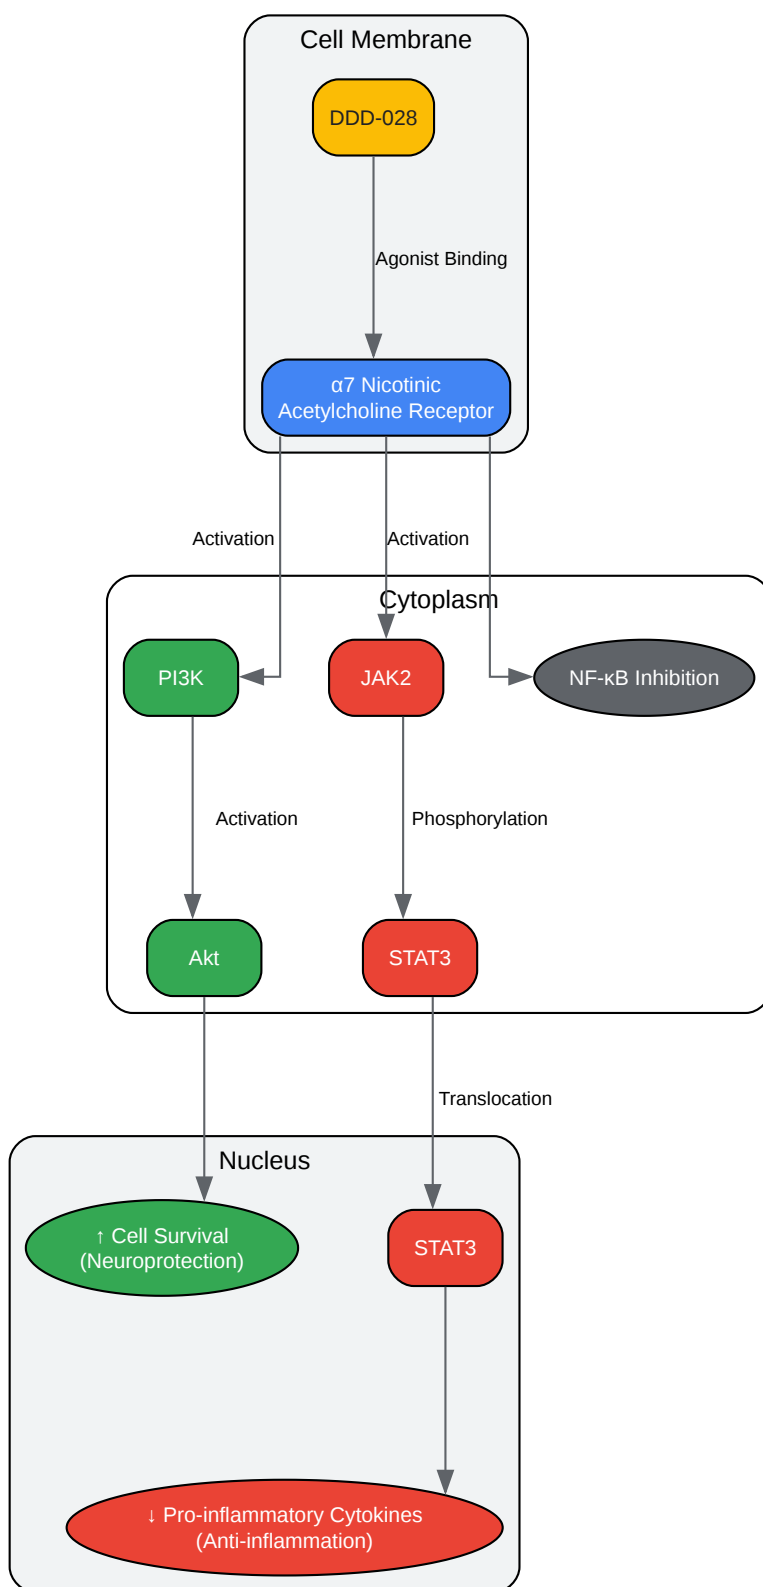 Cell Membrane
DDD-028
Agonist Binding
α7 Nicotinic
Acetylcholine Receptor
Activation
Activation
Cytoplasm
PI3K
JAK2
NF-κB Inhibition
Activation
Phosphorylation
Akt
STAT3
Translocation
Nucleus
↑ Cell Survival
(Neuroprotection)
STAT3
↓ Pro-inflammatory Cytokines
(Anti-inflammation)